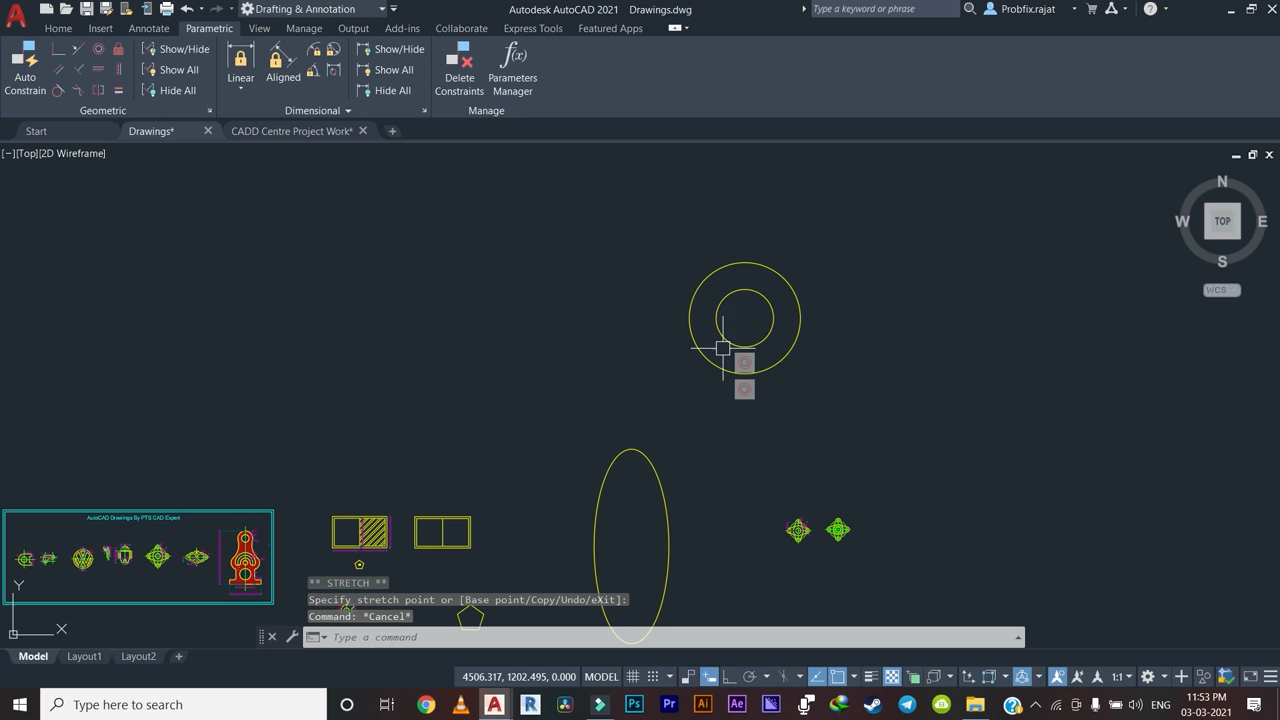 Drafting & Annotation
Autodesk AutoCAD 2021 Drawings.dwg
Type a keyword or phrase
Probfix.rajat
Home Insert Annotate Parametric View Manage Output Add-ins Collaborate Express Tools Featured Apps
Auto Constrain
Show/Hide
Show All
Hide All
Linear
Aligned
Show/Hide
Show All
Hide All
Delete Constraints
f(x)
Parameters Manager
Geometric
Dimensional
Manage
Start
Drawings*
CADD Centre Project Work*
[−][Top][2D Wireframe]
N
W TOP E
S
WCS
AutoCAD Drawings By PTS CAD Expert
Y
X
** STRETCH **
Specify stretch point or [Base point/Copy/Undo/eXit]:
Command: *Cancel*
Type a command
Model Layout1 Layout2
4506.317, 1202.495, 0.000 MODEL
1:1
Type here to search
R
Ps
Pr
Ai
Ae
ENG
11:53 PM
03-03-2021